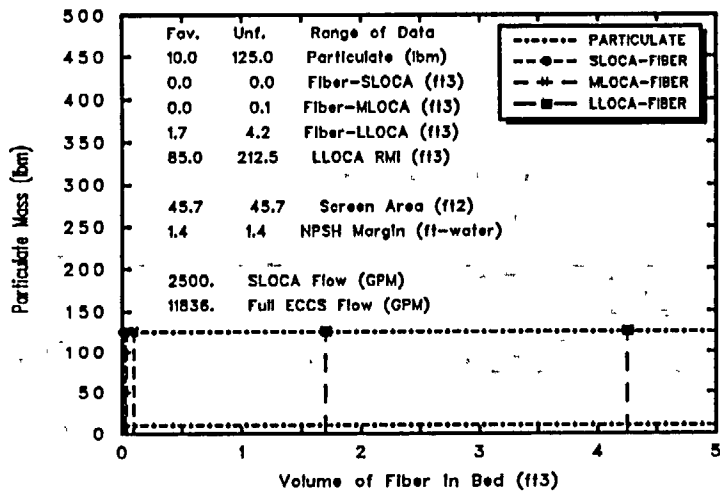 500
450
400
350
300
250
200
150
100
50
0
Particulate Mass (lbm)
Fav. Unf. Range of Data
10.0 125.0 Particulate (lbm)
0.0 0.0 Fiber-SLOCA (ft3)
0.0 0.1 Fiber-MLOCA (ft3)
1.7 4.2 Fiber-LLOCA (ft3)
85.0 212.5 LLOCA RMI (ft3)
45.7 45.7 Screen Area (ft2)
1.4 1.4 NPSH Margin (ft-water)
2500. SLOCA Flow (GPM)
11836. Full ECCS Flow (GPM)
PARTICULATE
SLOCA-FIBER
MLOCA-FIBER
LLOCA-FIBER
0 1 2 3 4 5
Volume of Fiber in Bed (ft3)